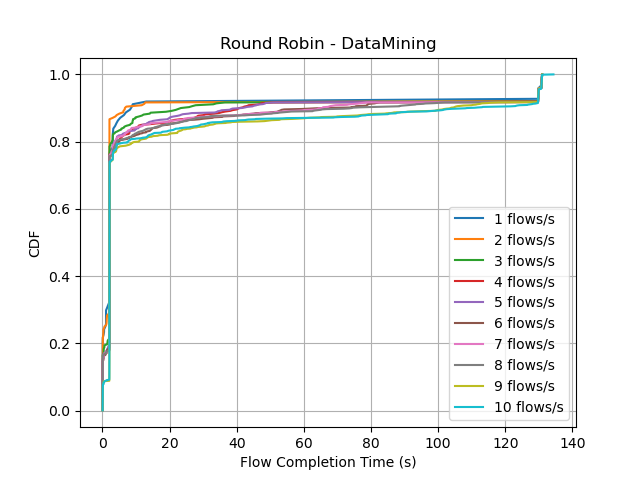 Round Robin - DataMining
CDF
1.0
0.8
0.6
0.4
0.2
0.0
0 20 40 60 80 100 120 140
Flow Completion Time (s)
1 flows/s
2 flows/s
3 flows/s
4 flows/s
5 flows/s
6 flows/s
7 flows/s
8 flows/s
9 flows/s
10 flows/s